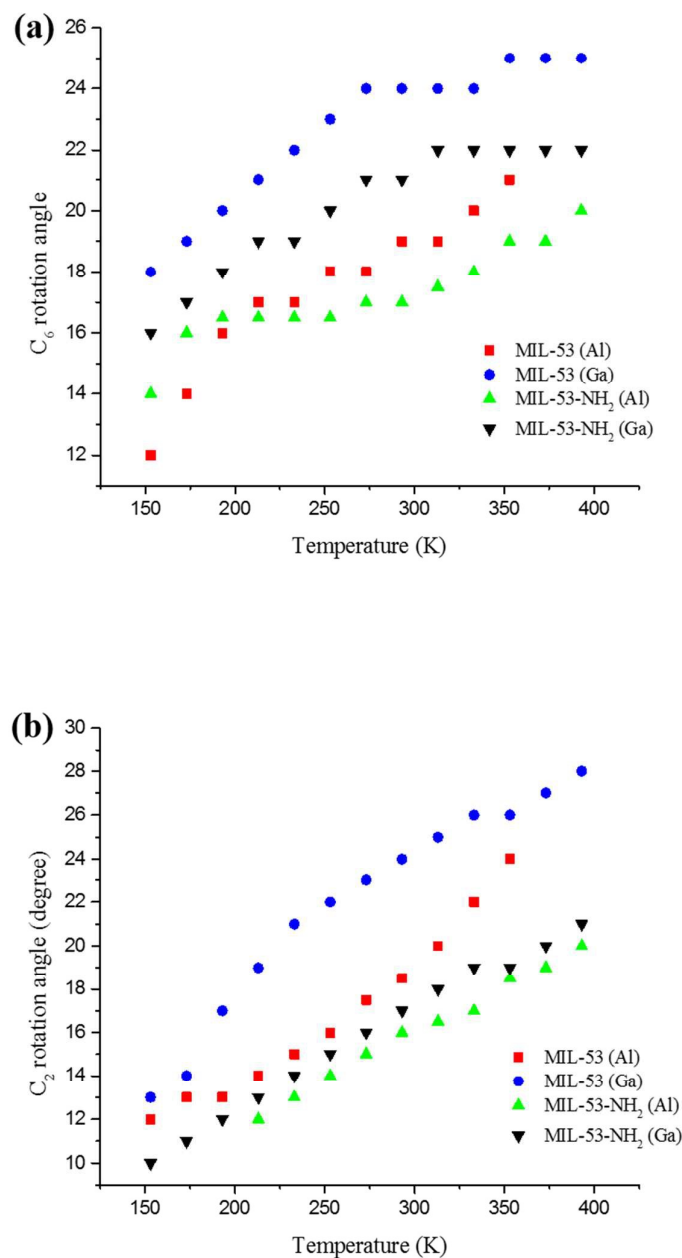 (a)
26
24
22
20
18
16
14
12
C₆ rotation angle
MIL-53 (Al)
MIL-53 (Ga)
MIL-53-NH₂ (Al)
MIL-53-NH₂ (Ga)
150 200 250 300 350 400
Temperature (K)
(b)
30
28
26
24
22
20
18
16
14
12
10
C₂ rotation angle (degree)
MIL-53 (Al)
MIL-53 (Ga)
MIL-53-NH₂ (Al)
MIL-53-NH₂ (Ga)
150 200 250 300 350 400
Temperature (K)